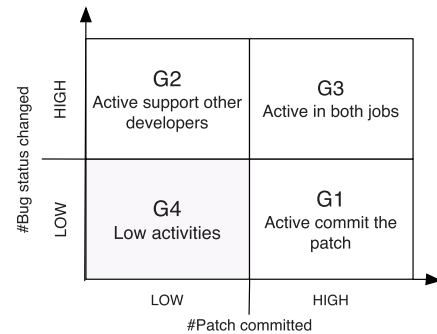 #Bug status changed
HIGH
LOW
G2
Active support other
developers
G3
Active in both jobs
G4
Low activities
G1
Active commit the
patch
LOW
HIGH
#Patch committed